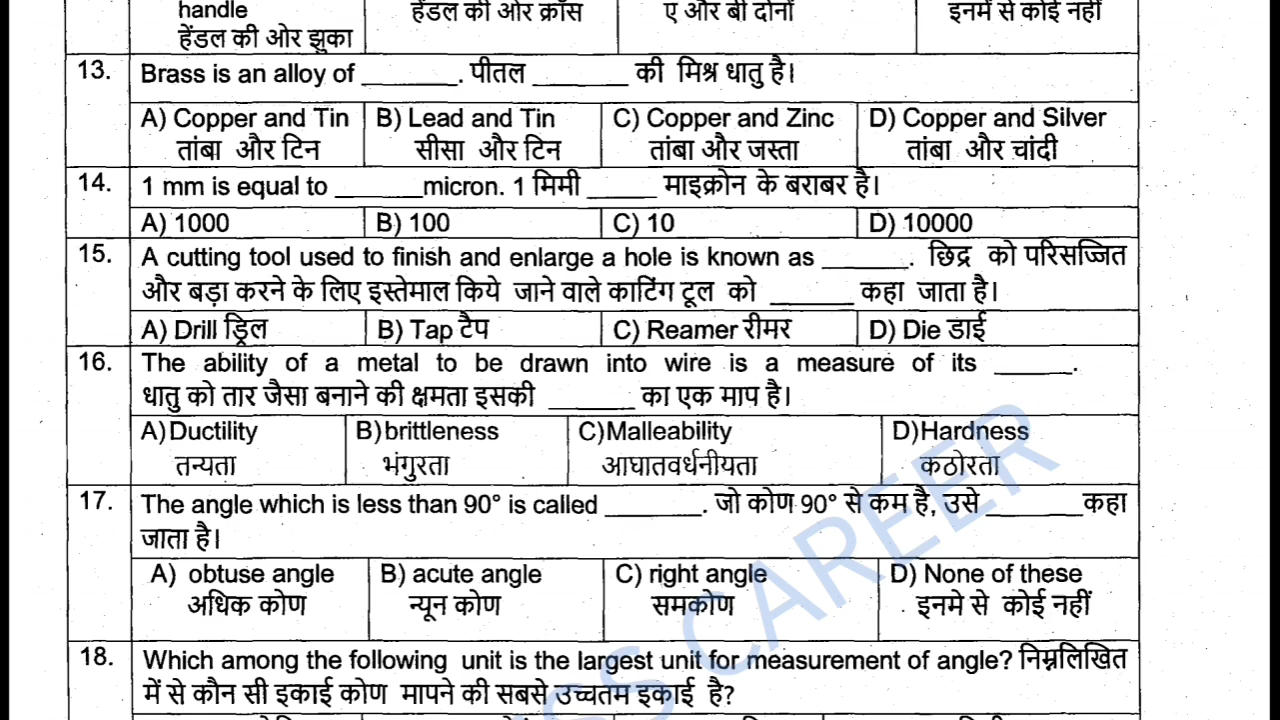 handle
हेंडल की ओर झुका
हेंडल की ओर क्रॉस
ए और बी दोनों
इनमें से कोई नहीं
13. Brass is an alloy of _______. पीतल _______ की मिश्र धातु है।
A) Copper and Tin
तांबा और टिन
B) Lead and Tin
सीसा और टिन
C) Copper and Zinc
तांबा और जस्ता
D) Copper and Silver
तांबा और चांदी
14. 1 mm is equal to _______micron. 1 मिमी _____ माइक्रोन के बराबर है।
A) 1000
B) 100
C) 10
D) 10000
15. A cutting tool used to finish and enlarge a hole is known as _______. छिद्र को परिसज्जित
और बड़ा करने के लिए इस्तेमाल किये जाने वाले काटिंग टूल को ______ कहा जाता है।
A) Drill ड्रिल
B) Tap टैप
C) Reamer रीमर
D) Die डाई
16. The ability of a metal to be drawn into wire is a measure of its ______.
धातु को तार जैसा बनाने की क्षमता इसकी ______ का एक माप है।
A)Ductility
तन्यता
B)brittleness
भंगुरता
C)Malleability
आघातवर्धनीयता
D)Hardness
कठोरता
17. The angle which is less than 90° is called _______. जो कोण 90° से कम है, उसे _______कहा
जाता है।
A) obtuse angle
अधिक कोण
B) acute angle
न्यून कोण
C) right angle
समकोण
D) None of these
इनमे से कोई नहीं
18. Which among the following unit is the largest unit for measurement of angle? निम्नलिखित
में से कौन सी इकाई कोण मापने की सबसे उच्चतम इकाई है?
SS CAREER